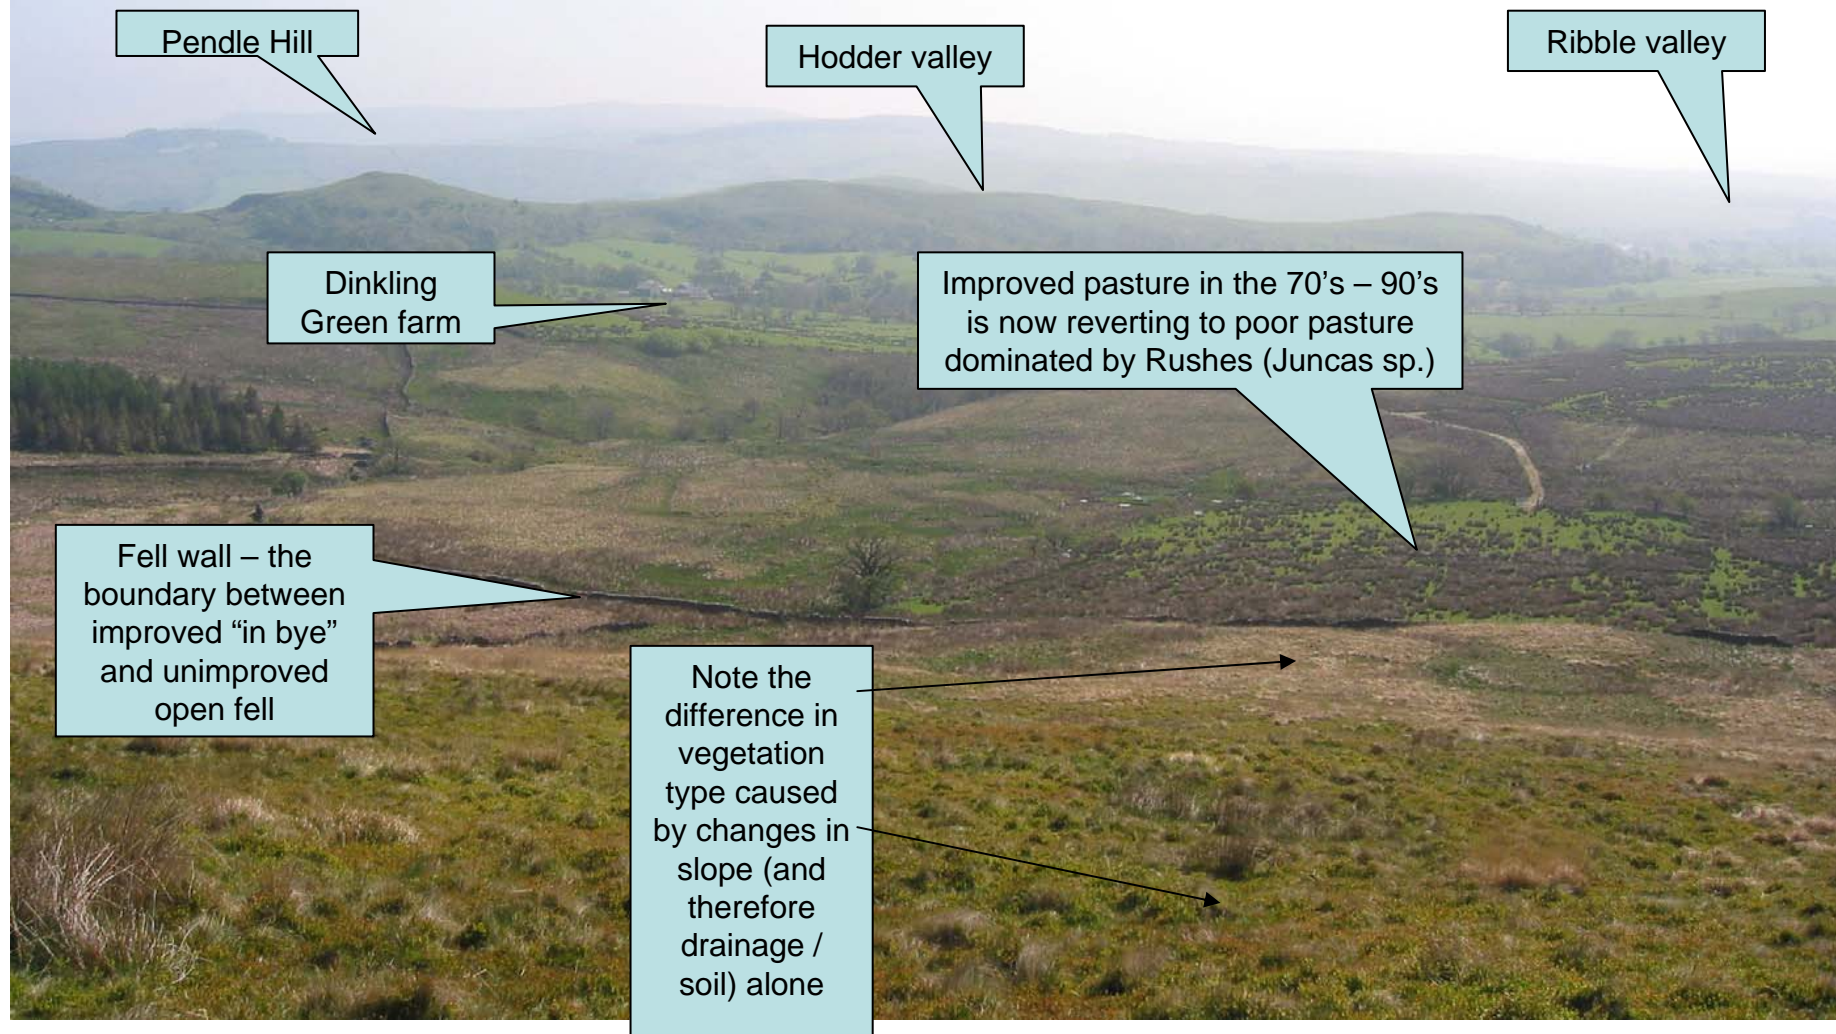 Pendle Hill
Hodder valley
Ribble valley
Dinkling
Green farm
Improved pasture in the 70's – 90's
is now reverting to poor pasture
dominated by Rushes (Juncas sp.)
Fell wall – the
boundary between
improved “in bye”
and unimproved
open fell
Note the
difference in
vegetation
type caused
by changes in
slope (and
therefore
drainage /
soil) alone